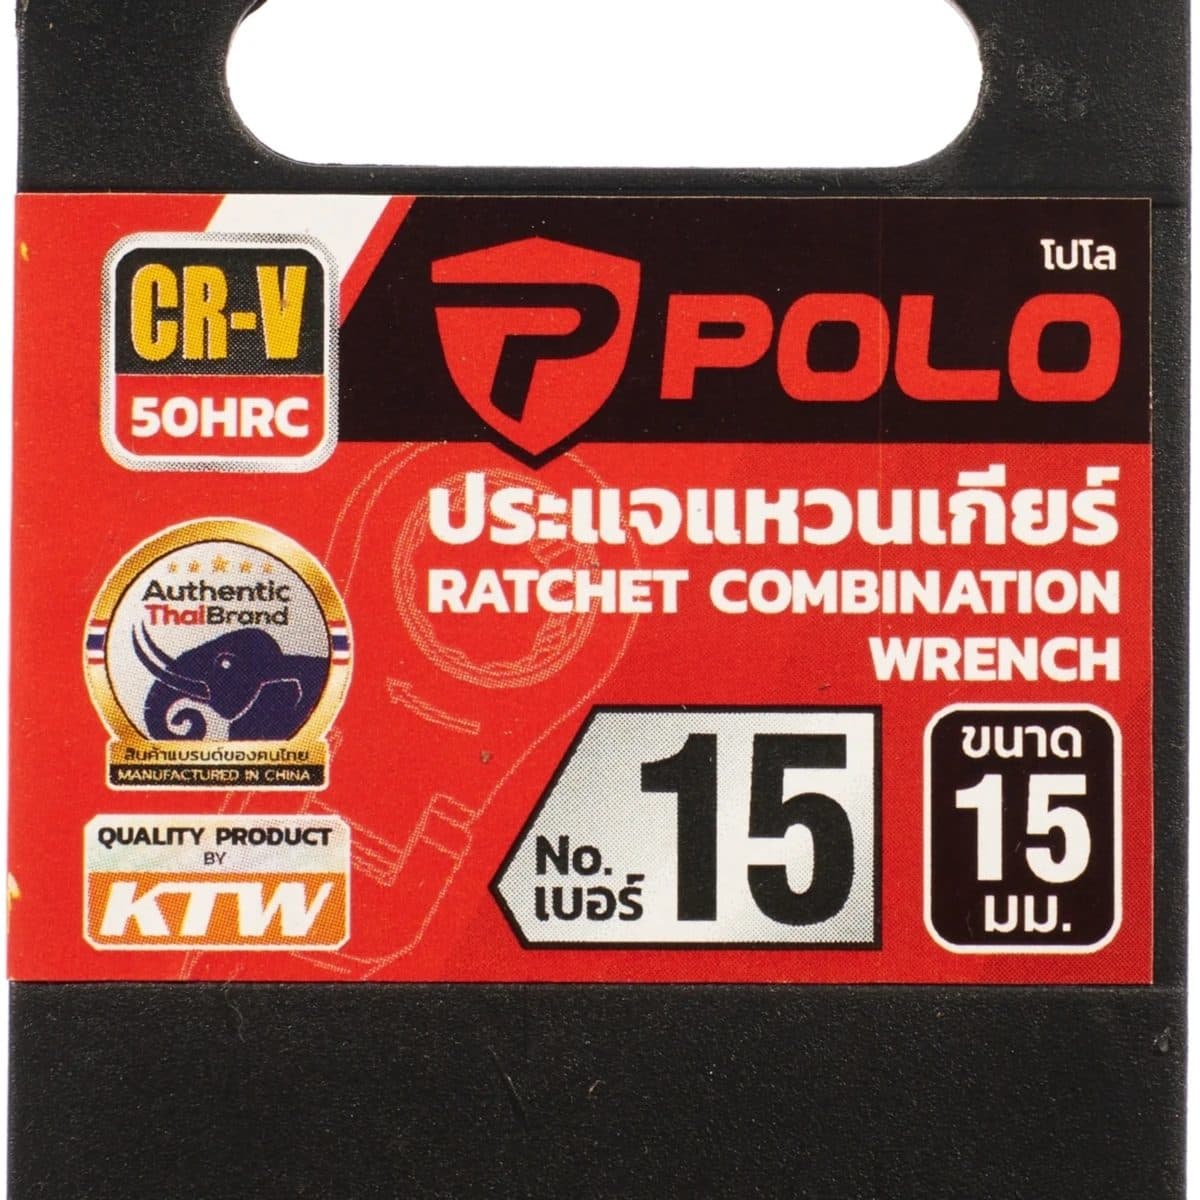 CR-V
50HRC
โปโล
POLO
ประแจแหวนเกียร์
RATCHET COMBINATION
WRENCH
Authentic
ThaiBrand
สินค้าแบรนด์ของคนไทย
MANUFACTURED IN CHINA
QUALITY PRODUCT
BY
KTW
No.
เบอร์
15
ขนาด
15
มม.